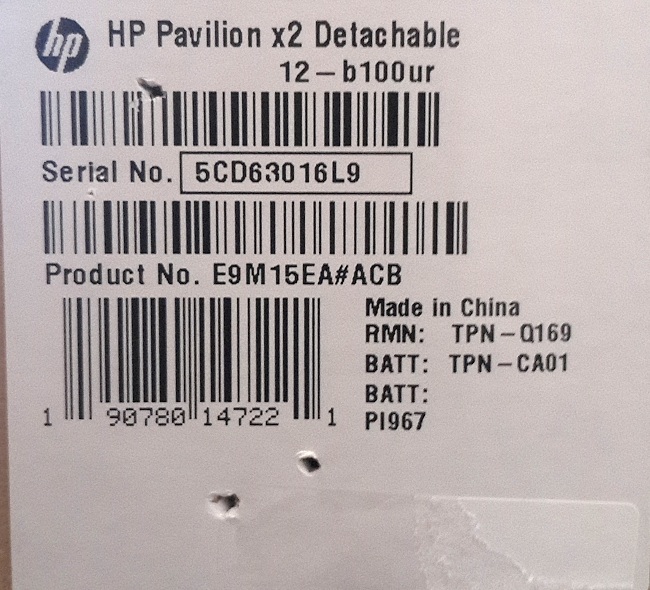 hp HP Pavilion x2 Detachable
12-b100ur
Serial No. 5CD63016L9
Product No. E9M15EA#ACB
Made in China
RMN: TPN-Q169
BATT: TPN-CA01
BATT:
PI967
1 90780 14722 1